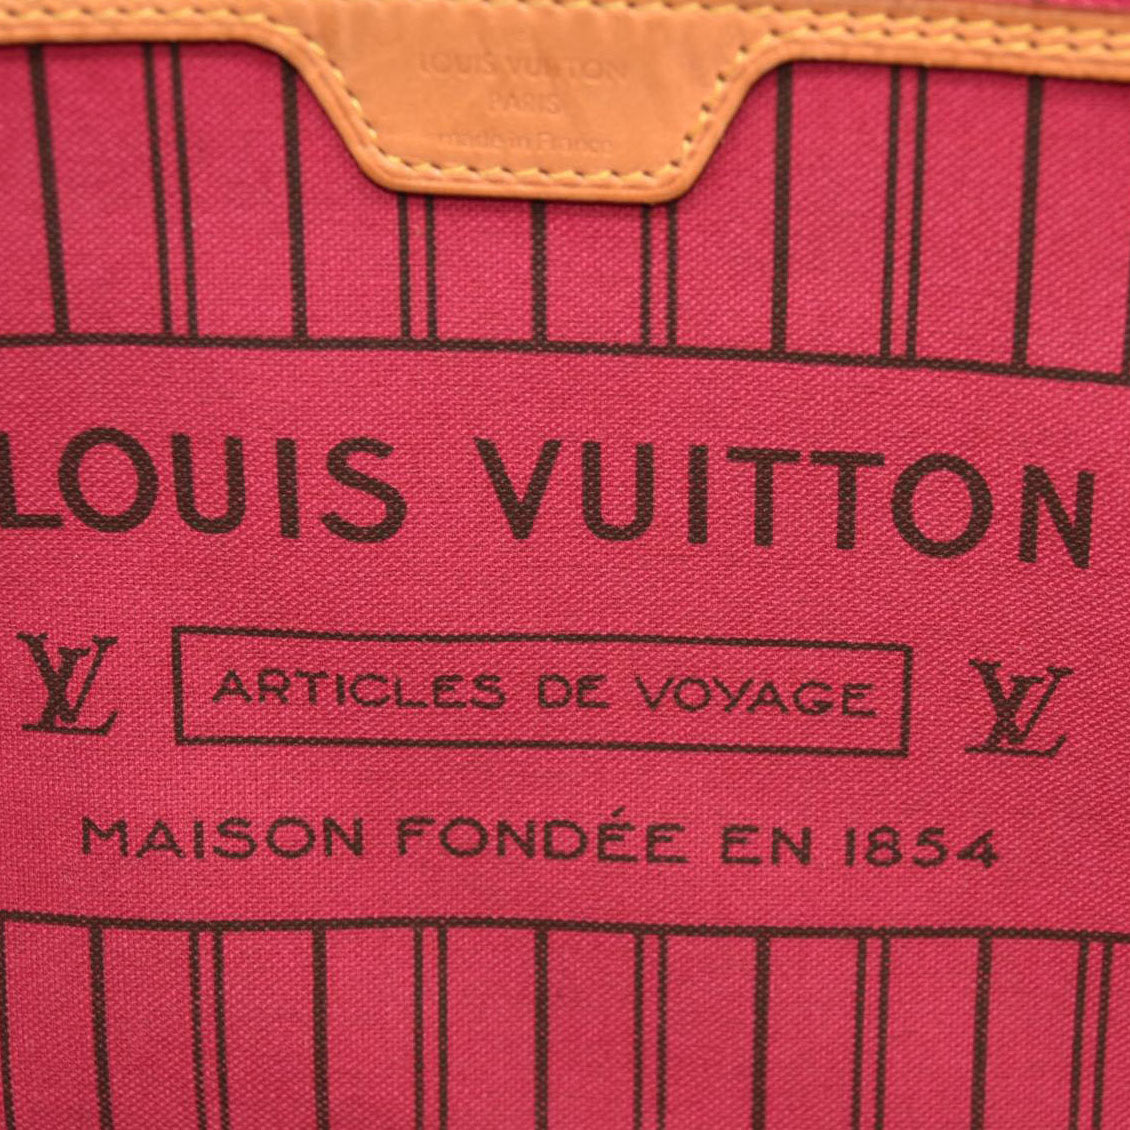 LOUIS VUITTON
PARIS
made in France
LOUIS VUITTON
LV ARTICLES DE VOYAGE LV
MAISON FONDÉE EN 1854